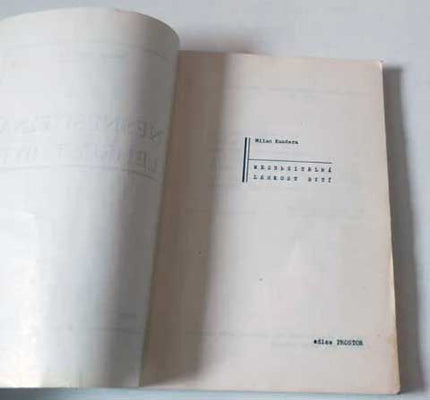 Milan Kundera
NESNESITELNÁ
LEHKOST BYTÍ
edice PROSTOR